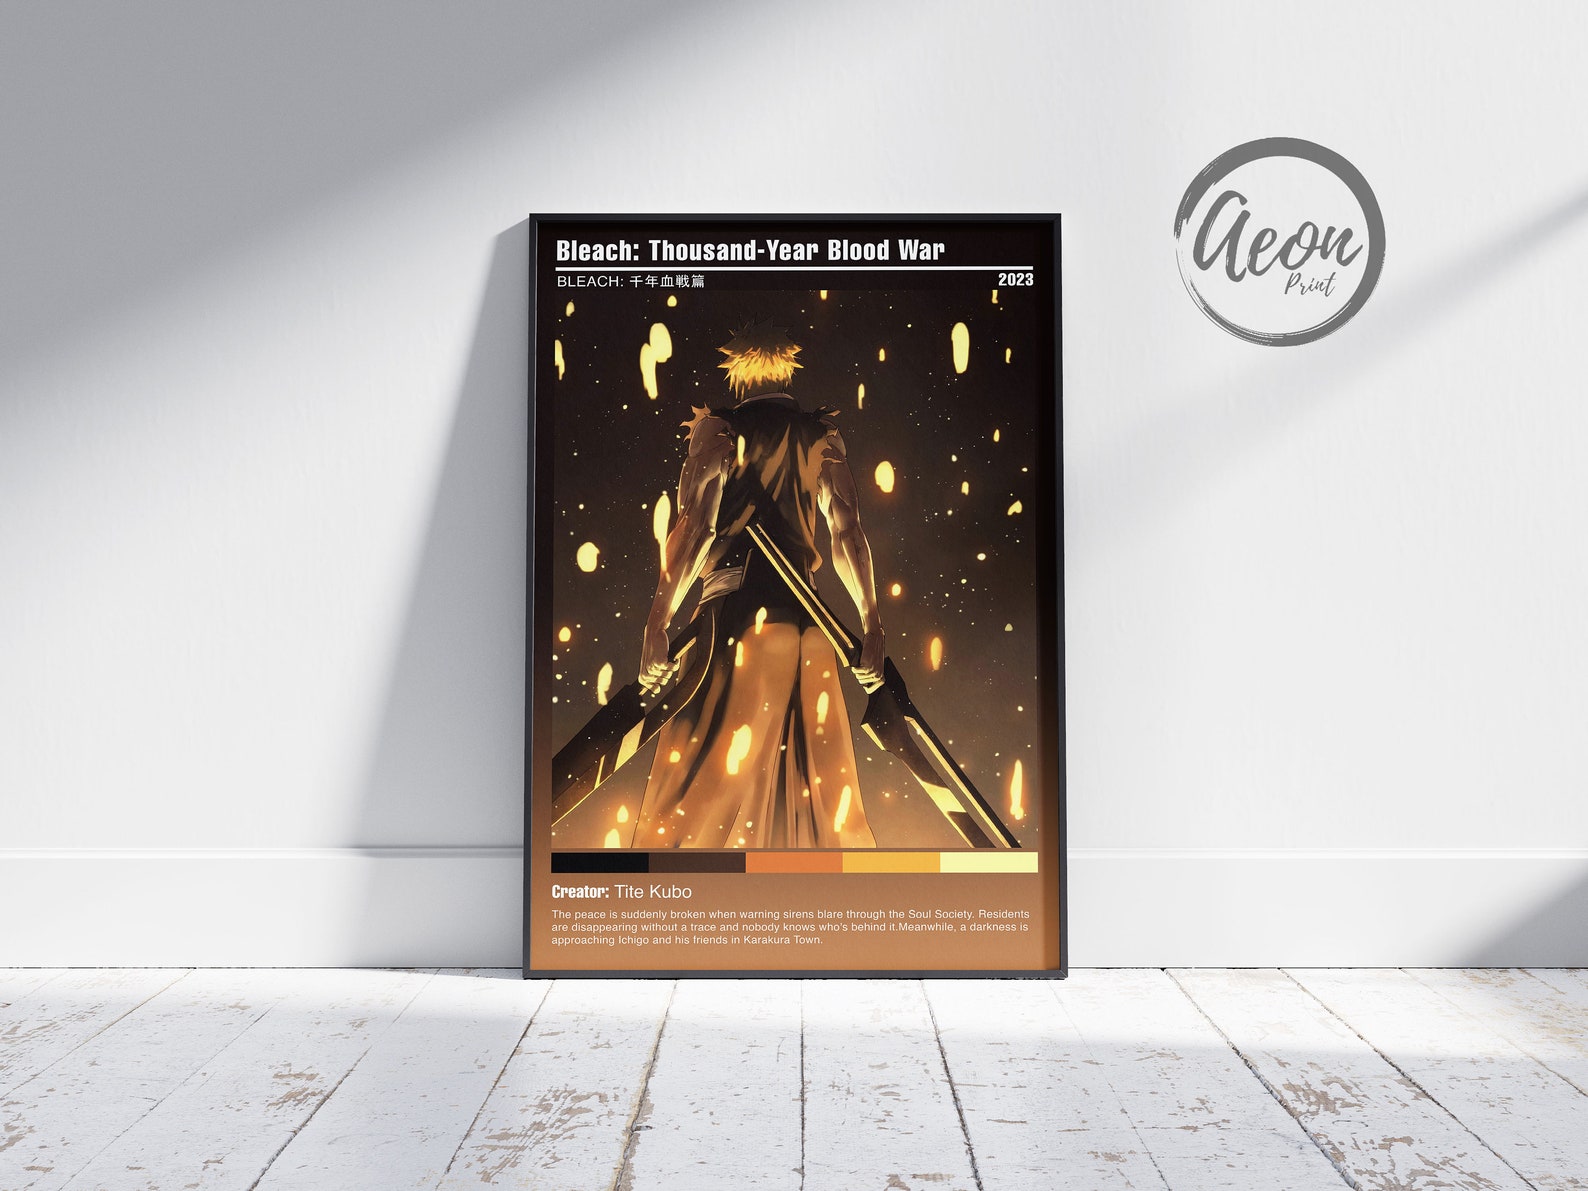 Bleach: Thousand-Year Blood War
BLEACH: 千年血戦篇
2023
Creator: Tite Kubo
The peace is suddenly broken when warning sirens blare through the Soul Society. Residents
are disappearing without a trace and nobody knows who's behind it.Meanwhile, a darkness is
approaching Ichigo and his friends in Karakura Town.
aeon
Print